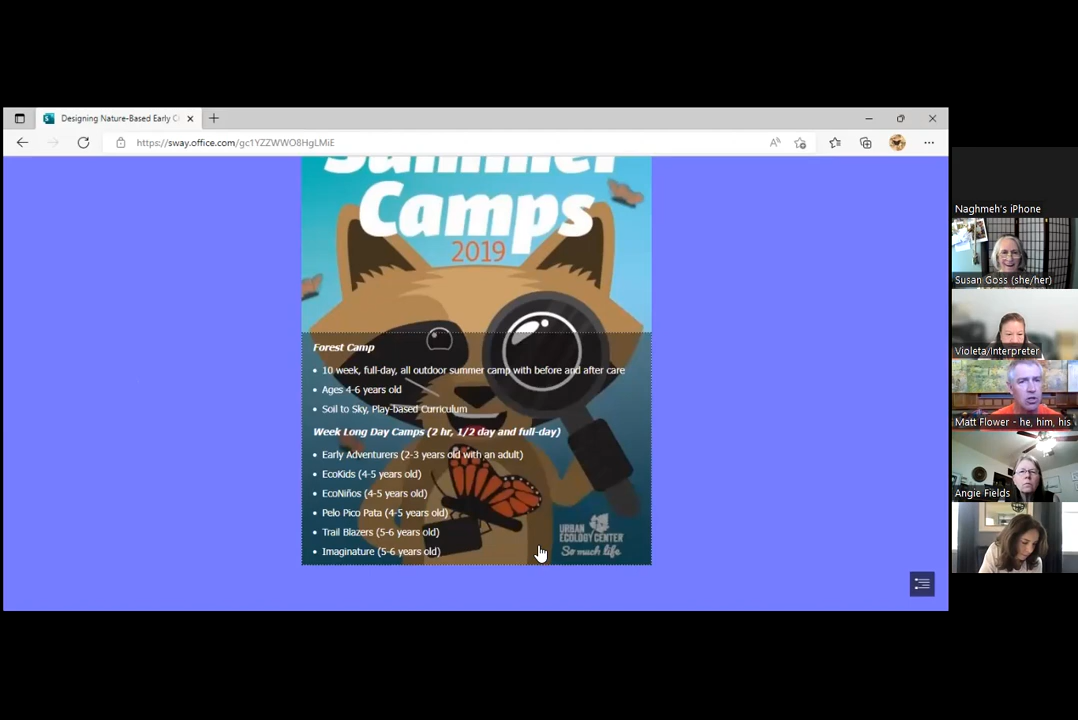 Designing Nature-Based Early C
https://sway.office.com/gc1YZZWWO8HgLMiE
Summer
Camps
2019
Forest Camp
• 10 week, full-day, all outdoor summer camp with before and after care
• Ages 4-6 years old
• Soil to Sky, Play-based Curriculum
Week Long Day Camps (2 hr, 1/2 day and full-day)
• Early Adventurers (2-3 years old with an adult)
• EcoKids (4-5 years old)
• EcoNiños (4-5 years old)
• Pelo Pico Pata (4-5 years old)
• Trail Blazers (5-6 years old)
• Imaginature (5-6 years old)
URBAN
ECOLOGY CENTER
So much life
Naghmeh's iPhone
Susan Goss (she/her)
Violeta/Interpreter
Matt Flower - he, him, his
Angie Fields